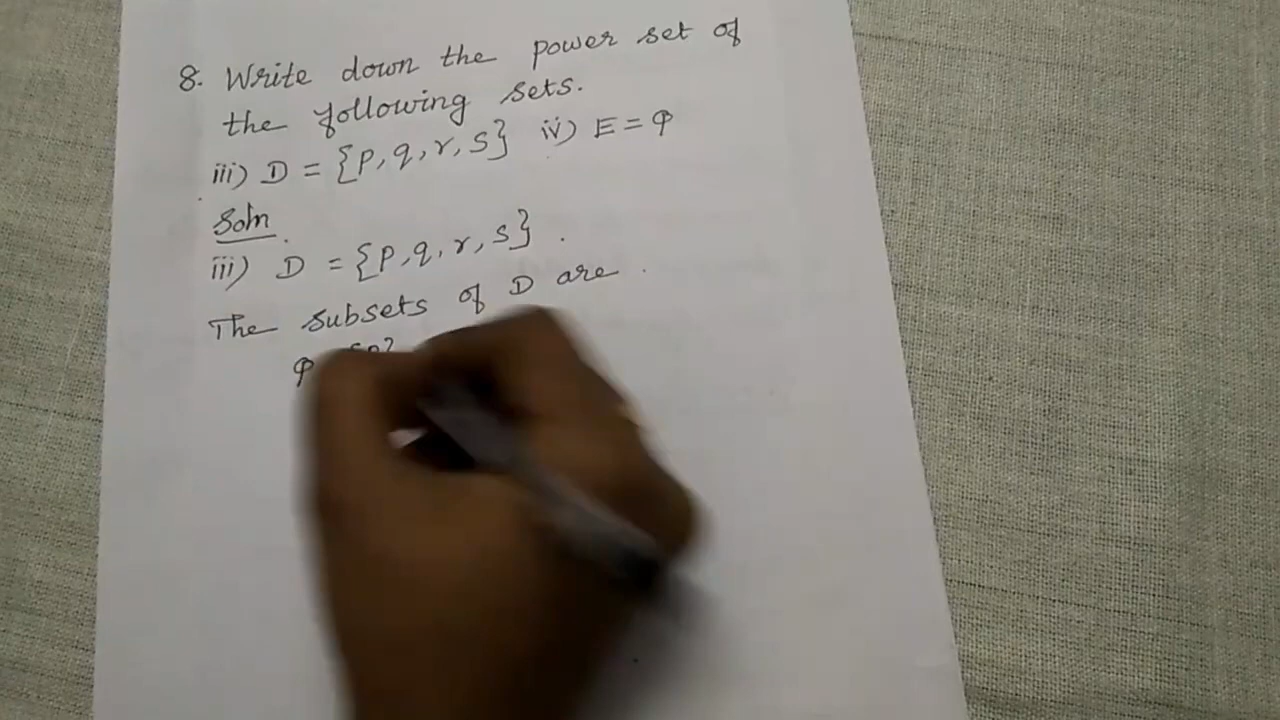 8. Write down the power set of
the following sets.
iii) D = {p, q, r, s} iv) E = φ
Soln
iii) D = {p, q, r, s}.
The subsets of D are
φ